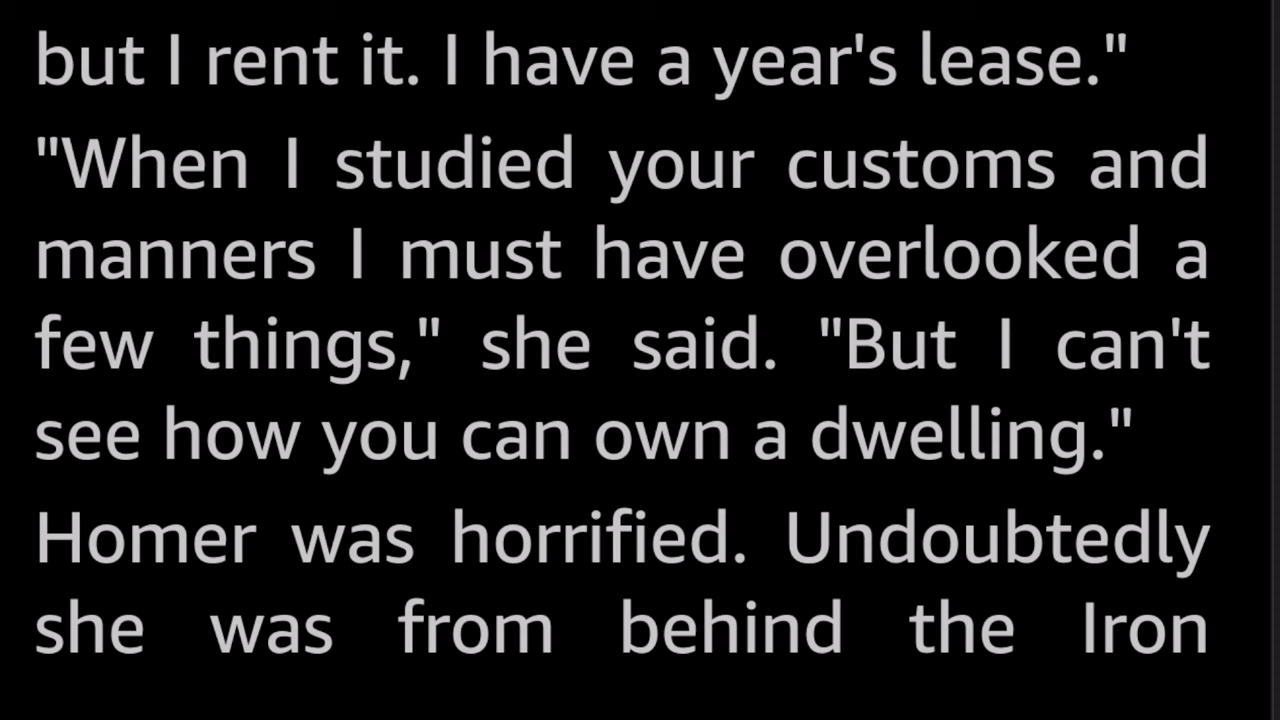 but I rent it. I have a year's lease."
"When I studied your customs and
manners I must have overlooked a
few things," she said. "But I can't
see how you can own a dwelling."
Homer was horrified. Undoubtedly
she was from behind the Iron